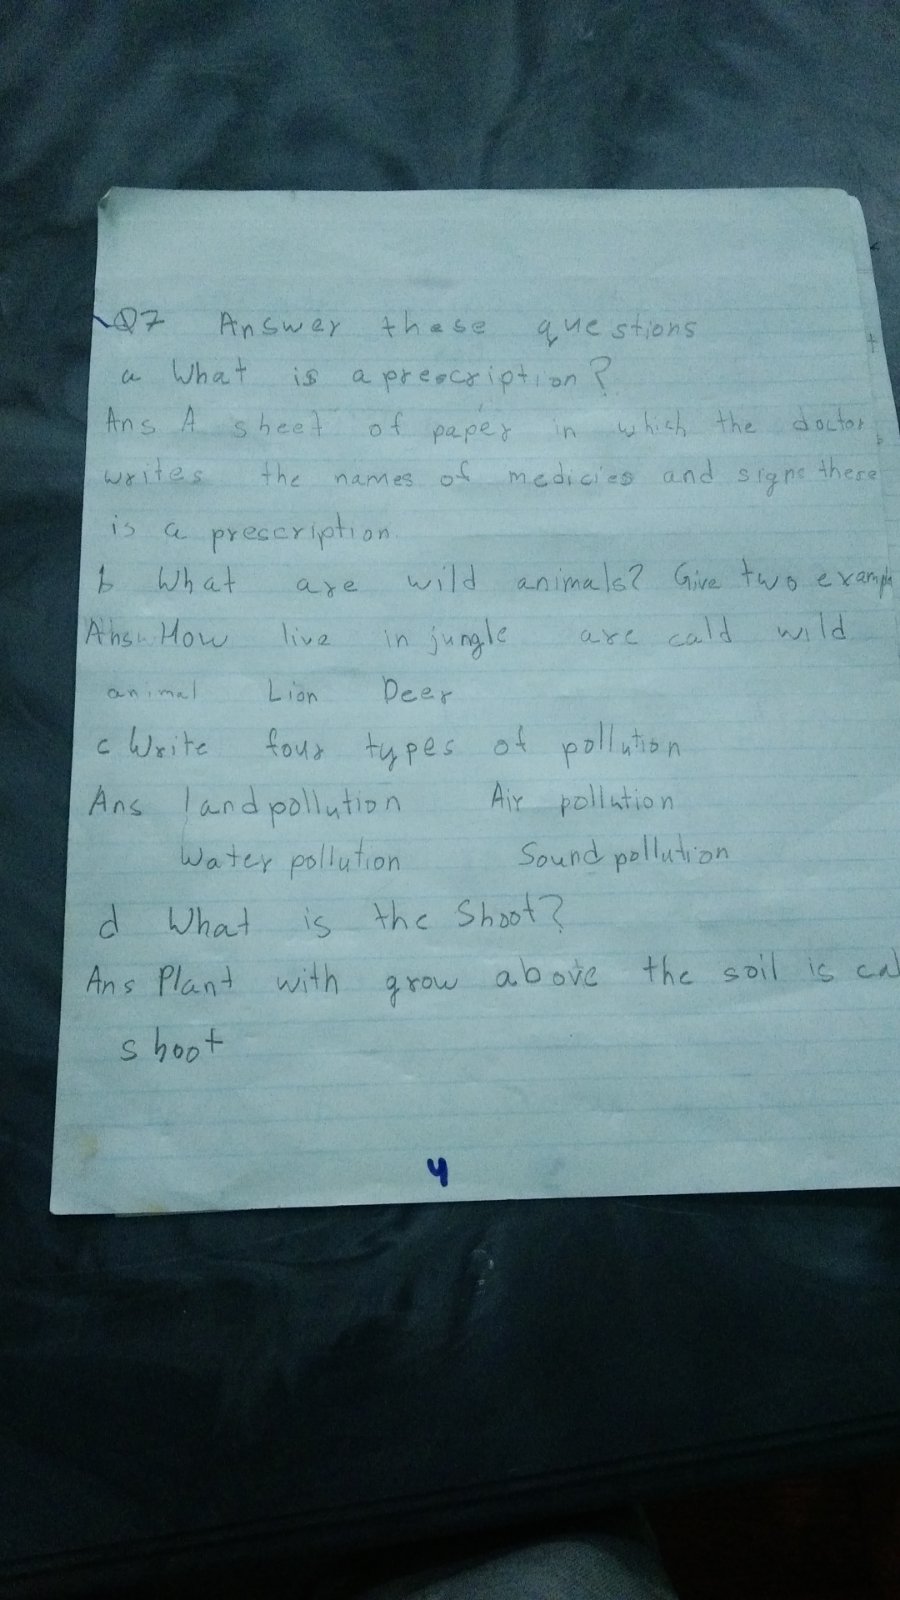 Q7 Answer these questions
a What is a prescription?
Ans A sheet of paper in which the doctor
writes the names of medicies and signs these
is a prescription.
b What are wild animals? Give two exampl
Ans How live in jungle are cald wild
animal Lion Deer
c Write four types of pollution
Ans land pollution Air pollution
Water pollution Sound pollution
d What is the Shoot?
Ans Plant with grow above the soil is cal
shoot
4